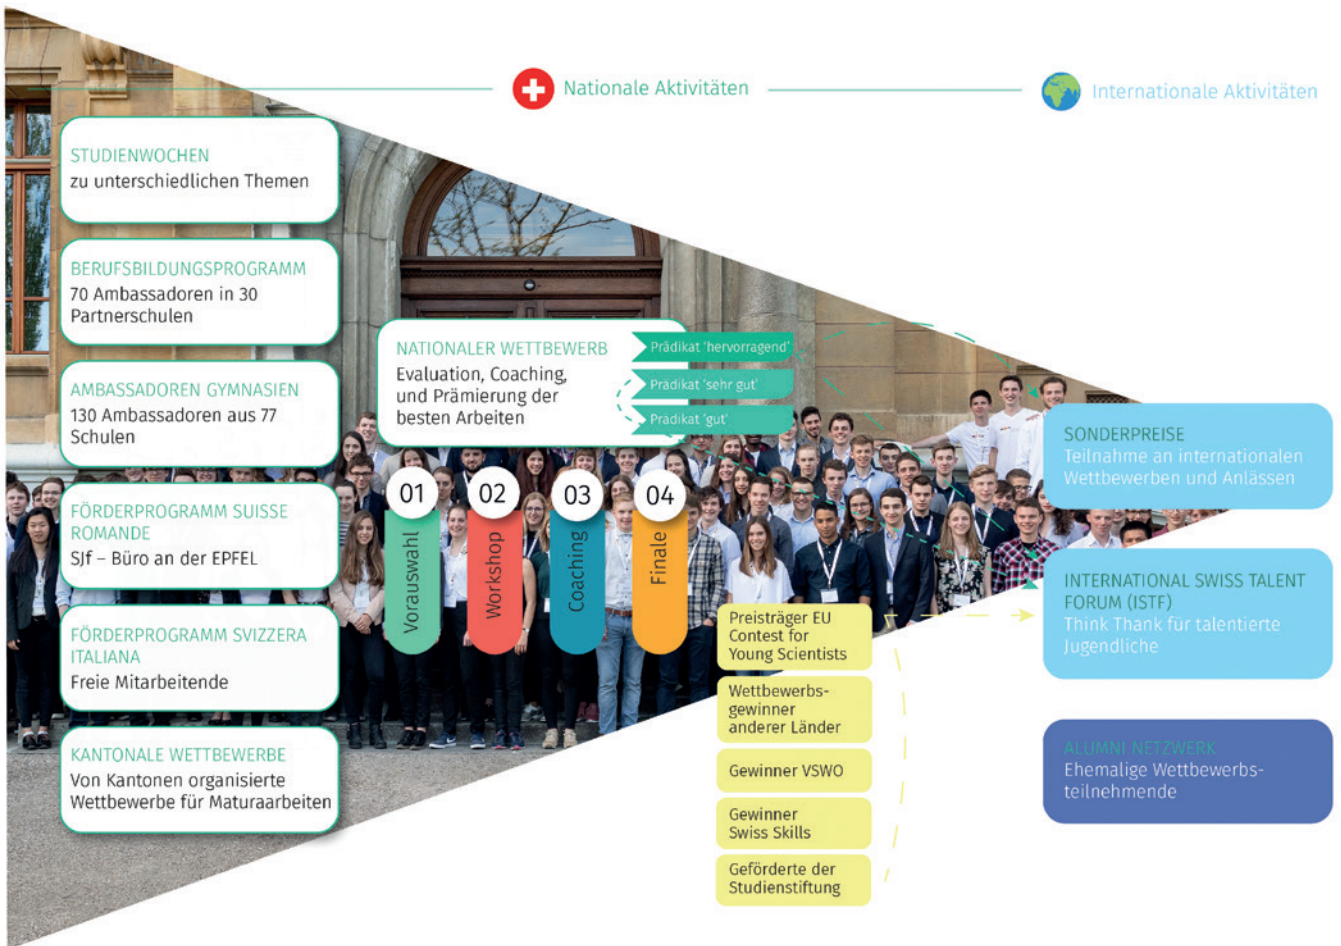 Nationale Aktivitäten
Internationale Aktivitäten
STUDIENWOCHEN
zu unterschiedlichen Themen
BERUFSBILDUNGSPROGRAMM
70 Ambassadoren in 30
Partnerschulen
AMBASSADOREN GYMNASIEN
130 Ambassadoren aus 77
Schulen
FÖRDERPROGRAMM SUISSE
ROMANDE
SJf – Büro an der EPFEL
FÖRDERPROGRAMM SVIZZERA
ITALIANA
Freie Mitarbeitende
KANTONALE WETTBEWERBE
Von Kantonen organisierte
Wettbewerbe für Maturaarbeiten
NATIONALER WETTBEWERB
Evaluation, Coaching,
und Prämierung der
besten Arbeiten
Prädikat ‘hervorragend’
Prädikat ‘sehr gut’
Prädikat ‘gut’
01
Vorauswahl
02
Workshop
03
Coaching
04
Finale
Preisträger EU
Contest for
Young Scientists
Wettbewerbs-
gewinner
anderer Länder
Gewinner VSWO
Gewinner
Swiss Skills
Geförderte der
Studienstiftung
SONDERPREISE
Teilnahme an internationalen
Wettbewerben und Anlässen
INTERNATIONAL SWISS TALENT
FORUM (ISTF)
Think Thank für talentierte
Jugendliche
ALUMNI NETZWERK
Ehemalige Wettbewerbs-
teilnehmende